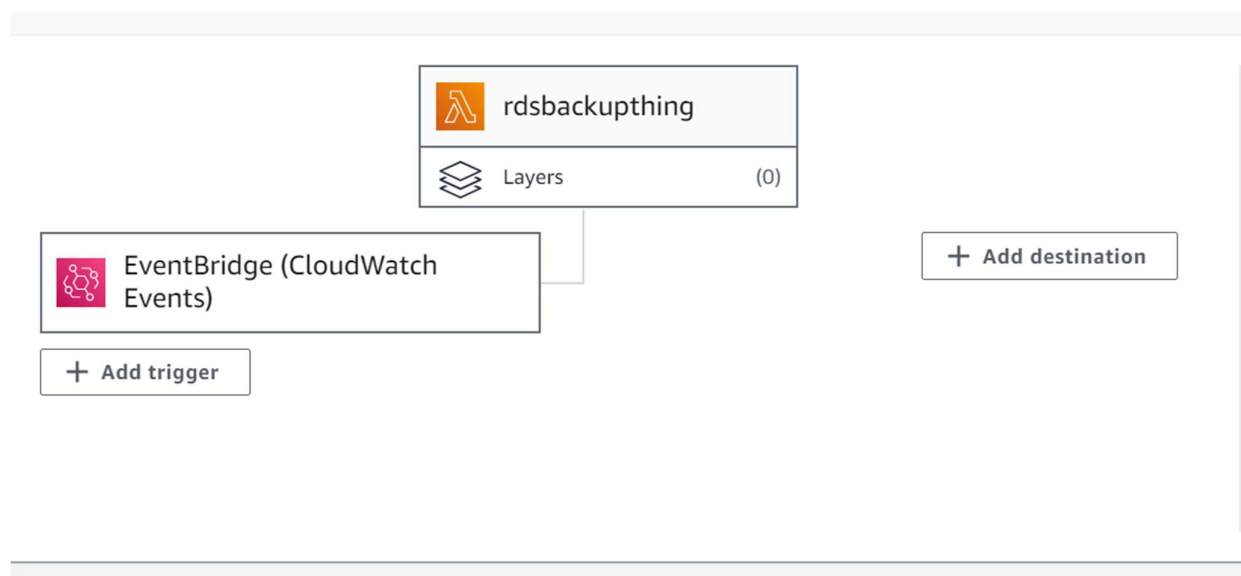 rdsbackupthing
Layers (0)
EventBridge (CloudWatch
Events)
+ Add destination
+ Add trigger